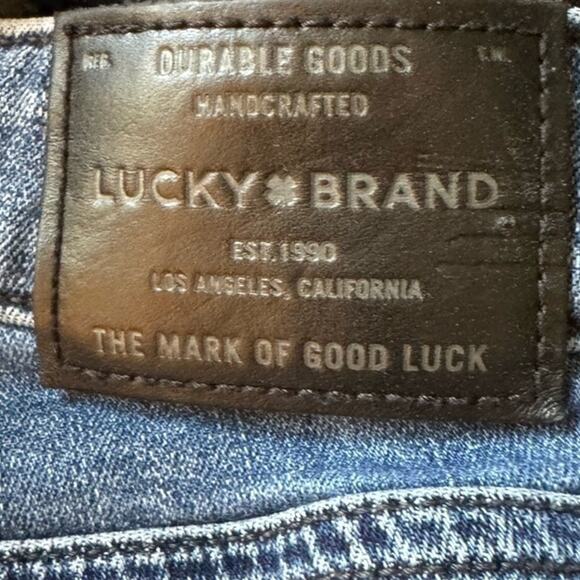 DURABLE GOODS
HANDCRAFTED
LUCKY BRAND
EST. 1990
LOS ANGELES, CALIFORNIA
THE MARK OF GOOD LUCK